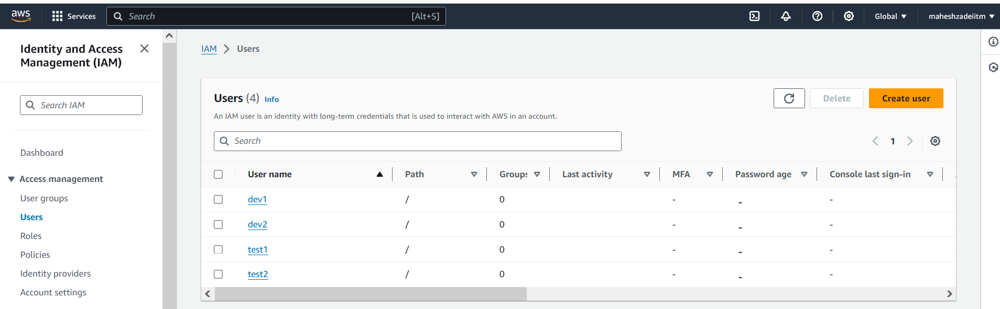 aws Services Search [Alt+S] Global maheshzadeiitm
Identity and Access
Management (IAM)
Search IAM
Dashboard
Access management
User groups
Users
Roles
Policies
Identity providers
Account settings
IAM > Users
Users (4) Info
Delete Create user
An IAM user is an identity with long-term credentials that is used to interact with AWS in an account.
Search
1
User name Path Groups Last activity MFA Password age Console last sign-in
dev1 / 0 - - -
dev2 / 0 - - -
test1 / 0 - - -
test2 / 0 - - -